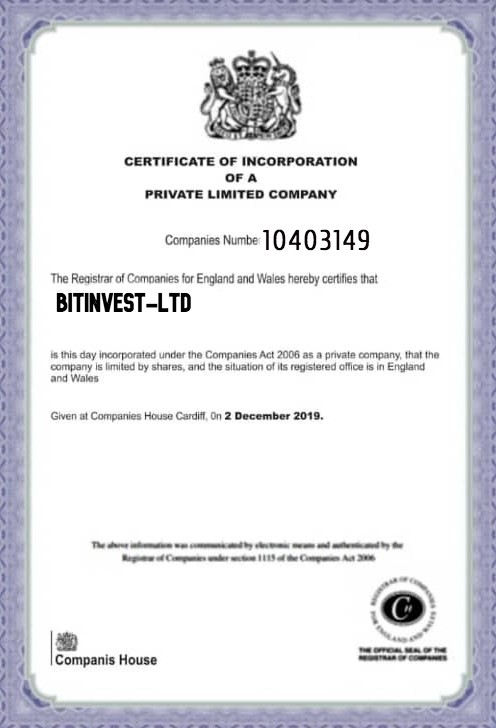 CERTIFICATE OF INCORPORATION
OF A
PRIVATE LIMITED COMPANY
Companies Numbe 10403149
The Registrar of Companies for England and Wales hereby certifies that
BITINVEST-LTD
is this day incorporated under the Companies Act 2006 as a private company, that the
company is limited by shares, and the situation of its registered office is in England
and Wales
Given at Companies House Cardiff, 0n 2 December 2019.
The above information was communicated by electronic means and authenticated by the
Registrar of Companies under section 1115 of the Companies Act 2006
REGISTRAR OF COMPANIES
FOR ENGLAND AND WALES
CH
THE OFFICIAL SEAL OF THE
REGISTRAR OF COMPANIES
Companis House